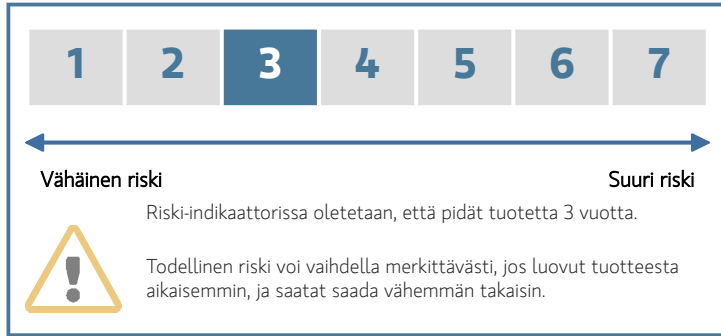 1 2 3 4 5 6 7
Vähäinen riski Suuri riski
Riski-indikaattorissa oletetaan, että pidät tuotetta 3 vuotta.
Todellinen riski voi vaihdella merkittävästi, jos luovut tuotteesta
aikaisemmin, ja saatat saada vähemmän takaisin.